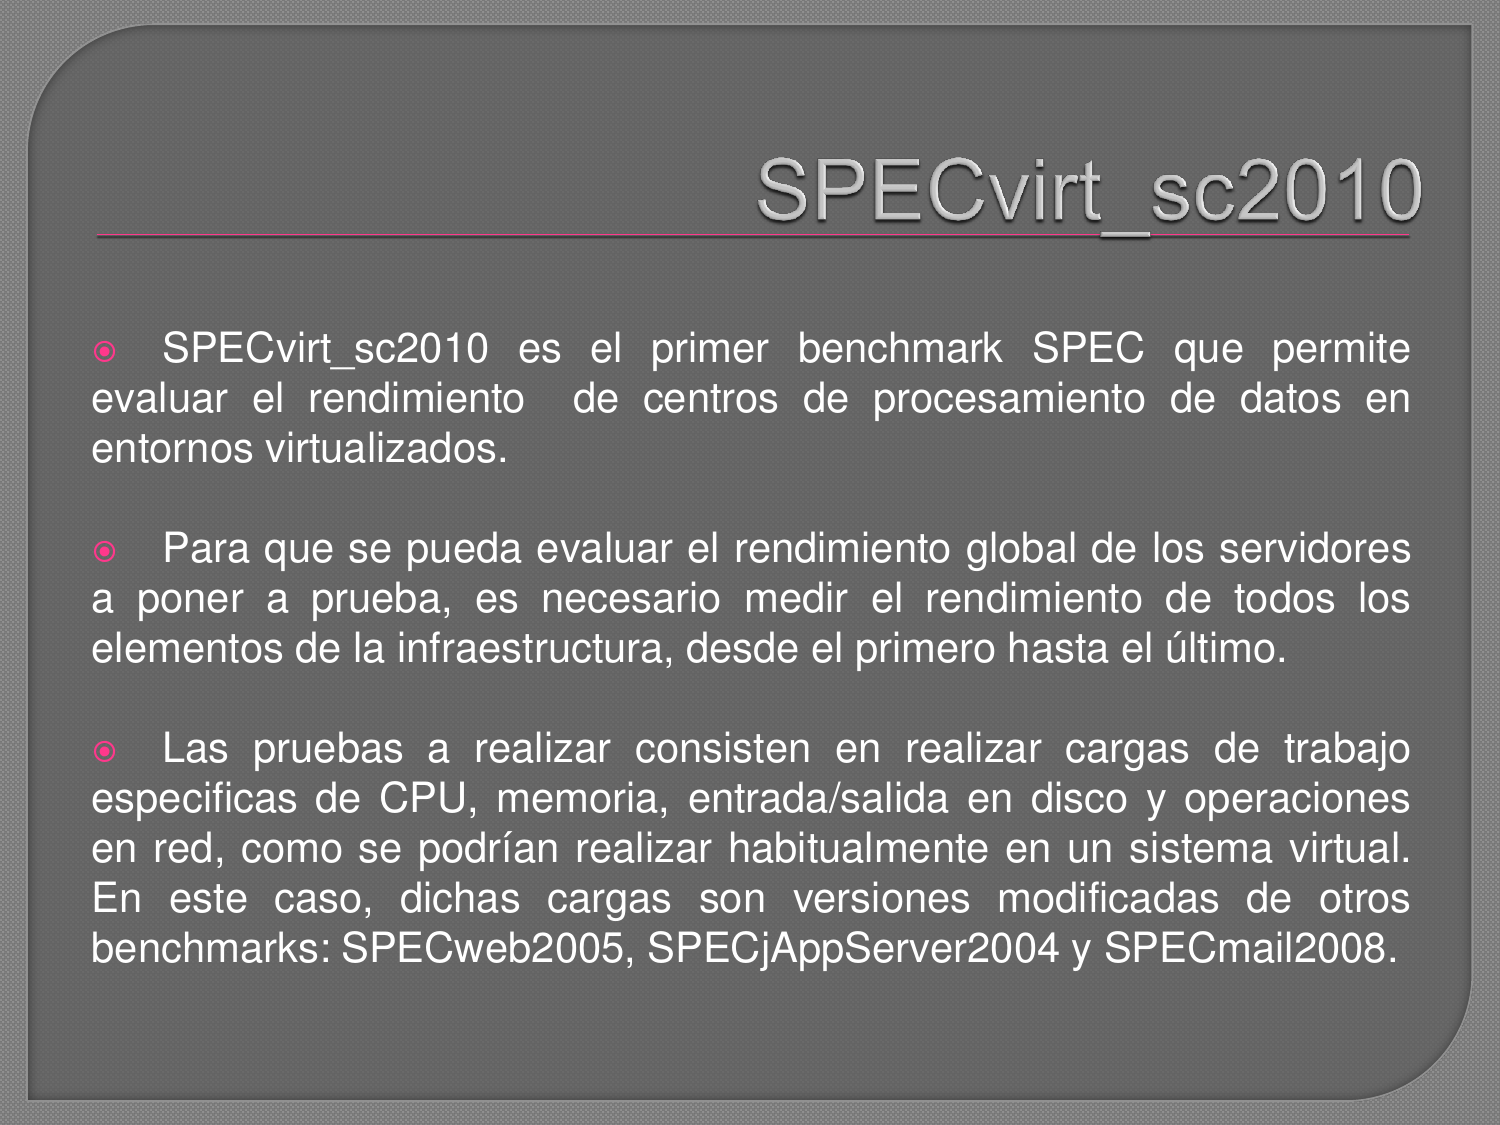 SPECvirt_sc2010
SPECvirt_sc2010 es el primer benchmark SPEC que permite
evaluar el rendimiento de centros de procesamiento de datos en
entornos virtualizados.
Para que se pueda evaluar el rendimiento global de los servidores
a poner a prueba, es necesario medir el rendimiento de todos los
elementos de la infraestructura, desde el primero hasta el último.
Las pruebas a realizar consisten en realizar cargas de trabajo
especificas de CPU, memoria, entrada/salida en disco y operaciones
en red, como se podrían realizar habitualmente en un sistema virtual.
En este caso, dichas cargas son versiones modificadas de otros
benchmarks: SPECweb2005, SPECjAppServer2004 y SPECmail2008.